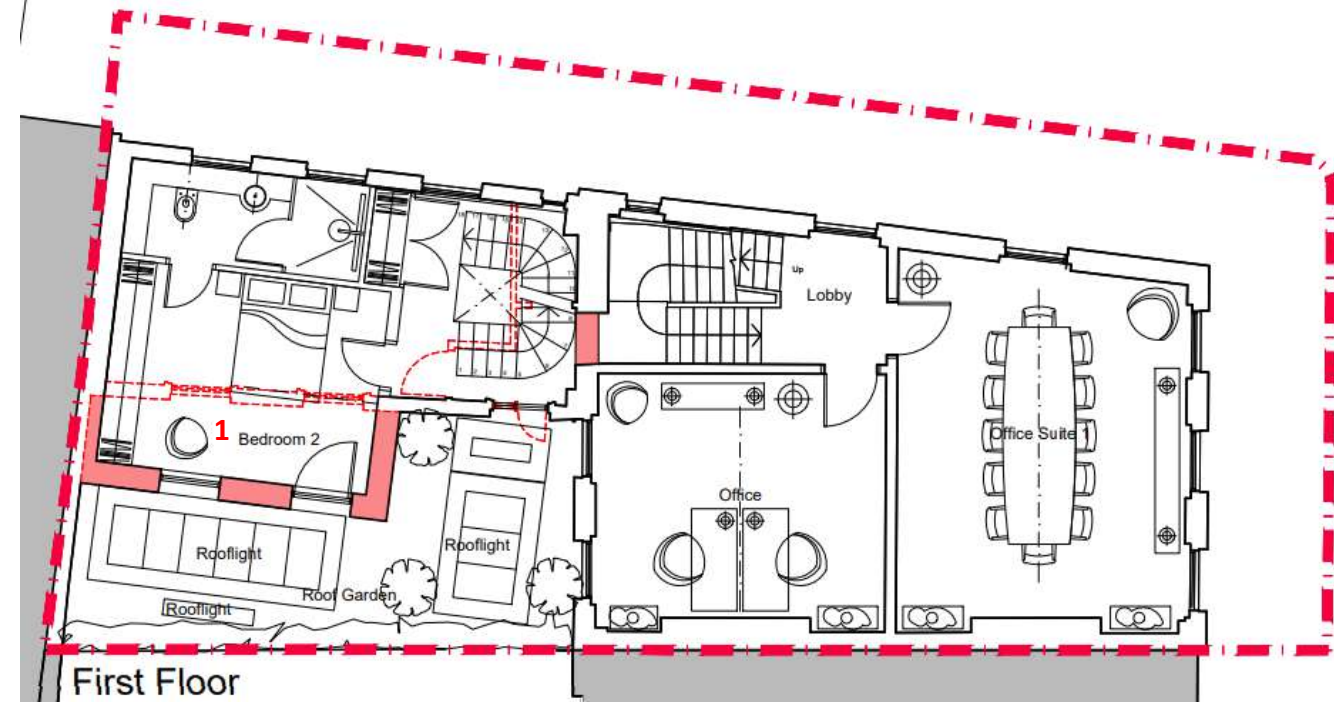 Up
Lobby
Office Suite 1
1
Bedroom 2
Office
Rooflight
Rooflight
Roof Garden
Rooflight
First Floor